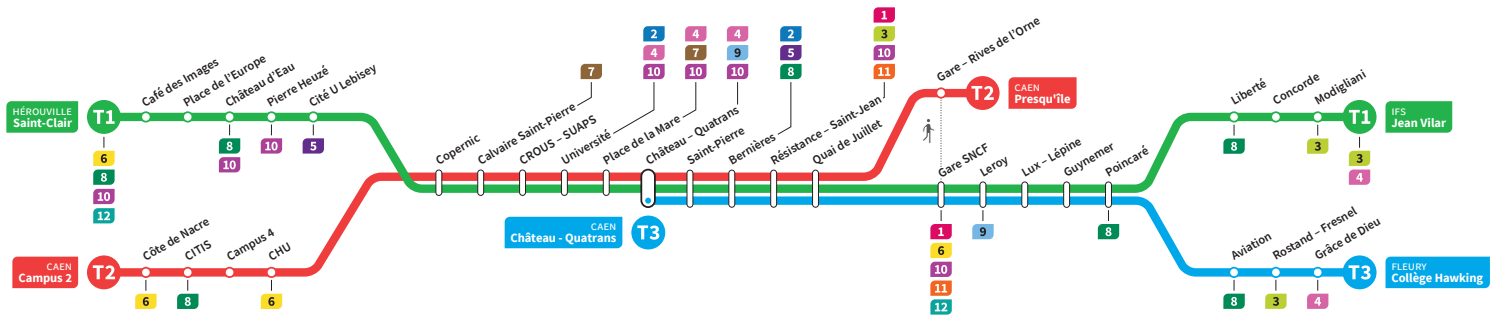 HÉROUVILLE
Saint-Clair
T1
6
8
10
12
Café des Images
Place de l'Europe
Château d'Eau
8
10
Pierre Heuzé
10
Cité U Lebisey
5
CAEN
Campus 2
T2
Côte de Nacre
6
CITIS
8
Campus 4
CHU
6
Copernic
Calvaire Saint-Pierre
7
CROUS – SUAPS
Université
2
4
10
Place de la Mare
4
7
10
Château – Quatrans
4
9
10
CAEN
Château - Quatrans
T3
Saint-Pierre
Bernières
2
5
8
Résistance – Saint-Jean
1
3
10
11
Quai de Juillet
Gare – Rives de l'Orne
T2
CAEN
Presqu'île
Gare SNCF
1
6
10
11
12
Leroy
9
Lux – Lépine
Guynemer
Poincaré
8
Liberté
8
Concorde
Modigliani
3
T1
3
4
IFS
Jean Vilar
Aviation
8
Rostand – Fresnel
3
Grâce de Dieu
4
T3
FLEURY
Collège Hawking